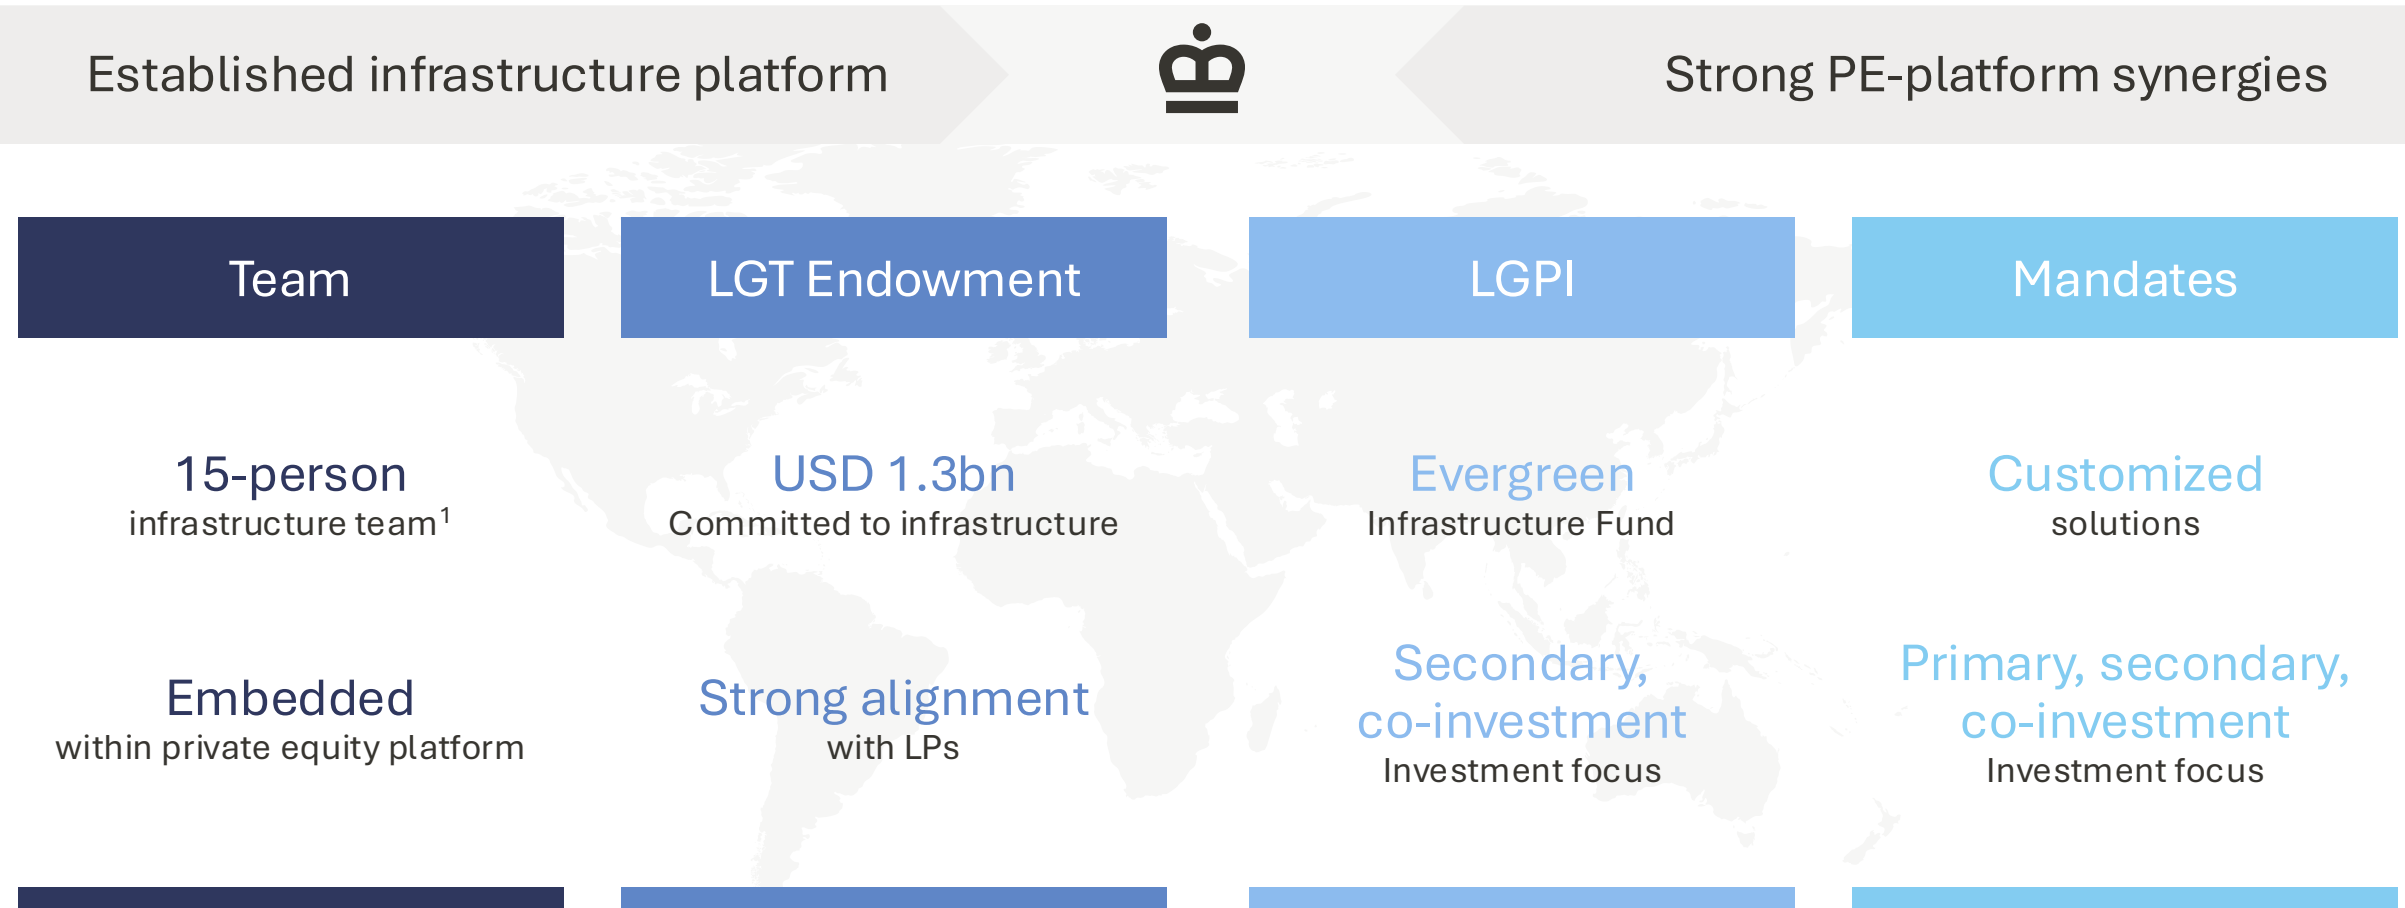 Established infrastructure platform
Strong PE-platform synergies
Team
LGT Endowment
LGPI
Mandates
15-person
infrastructure team¹
USD 1.3bn
Committed to infrastructure
Evergreen
Infrastructure Fund
Customized
solutions
Embedded
within private equity platform
Strong alignment
with LPs
Secondary,
co-investment
Investment focus
Primary, secondary,
co-investment
Investment focus